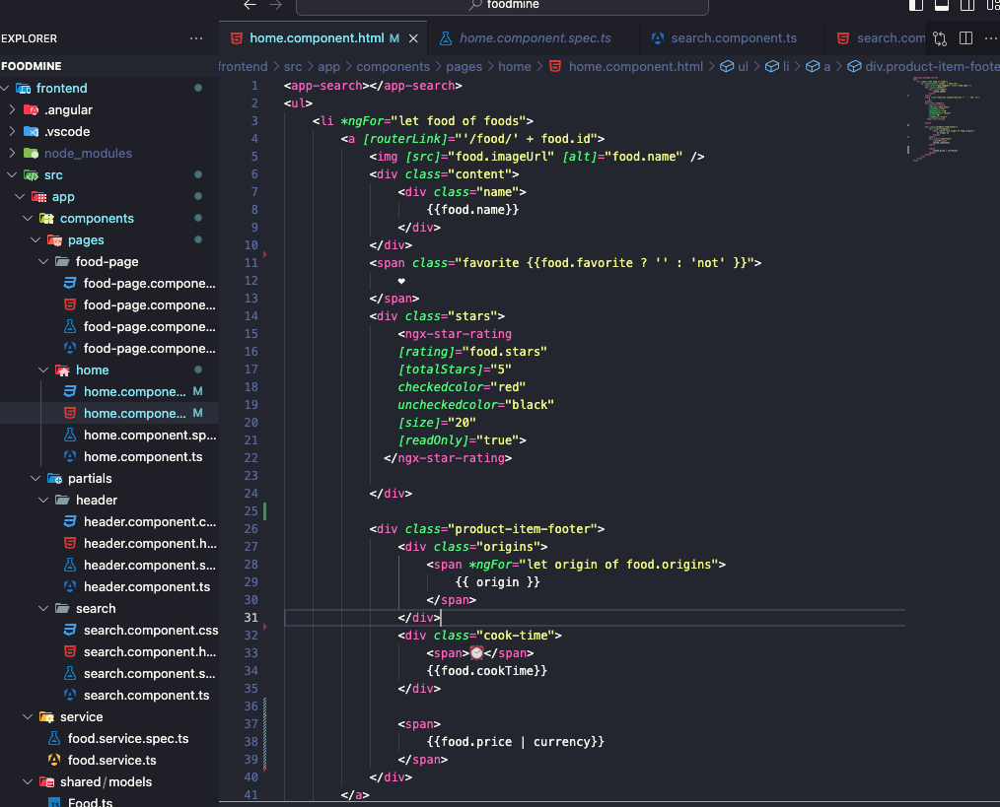 foodmine
EXPLORER
home.component.html M
home.component.spec.ts
search.component.ts
search.com
FOODMINE
frontend > src > app > components > pages > home > home.component.html > ul > li > a > div.product-item-foote
frontend
.angular
.vscode
node_modules
src
app
components
pages
food-page
food-page.compone...
food-page.compone...
food-page.compone...
food-page.compone...
home
home.compone... M
home.compone... M
home.component.sp...
home.component.ts
partials
header
header.component.c...
header.component.h...
header.component.s...
header.component.ts
search
search.component.css
search.component.h...
search.component.s...
search.component.ts
service
food.service.spec.ts
food.service.ts
shared/models
Food.ts
1 <app-search></app-search>
2 <ul>
3 <li *ngFor="let food of foods">
4 <a [routerLink]="'/food/' + food.id">
5 <img [src]="food.imageUrl" [alt]="food.name" />
6 <div class="content">
7 <div class="name">
8 {{food.name}}
9 </div>
10 </div>
11 <span class="favorite {{food.favorite ? '' : 'not' }}">
12 ❤
13 </span>
14 <div class="stars">
15 <ngx-star-rating
16 [rating]="food.stars"
17 [totalStars]="5"
18 checkedcolor="red"
19 uncheckedcolor="black"
20 [size]="20"
21 [readOnly]="true">
22 </ngx-star-rating>
23
24 </div>
25
26 <div class="product-item-footer">
27 <div class="origins">
28 <span *ngFor="let origin of food.origins">
29 {{ origin }}
30 </span>
31 </div>
32 <div class="cook-time">
33 <span>⏰</span>
34 {{food.cookTime}}
35 </div>
36
37 <span>
38 {{food.price | currency}}
39 </span>
40 </div>
41 </a>